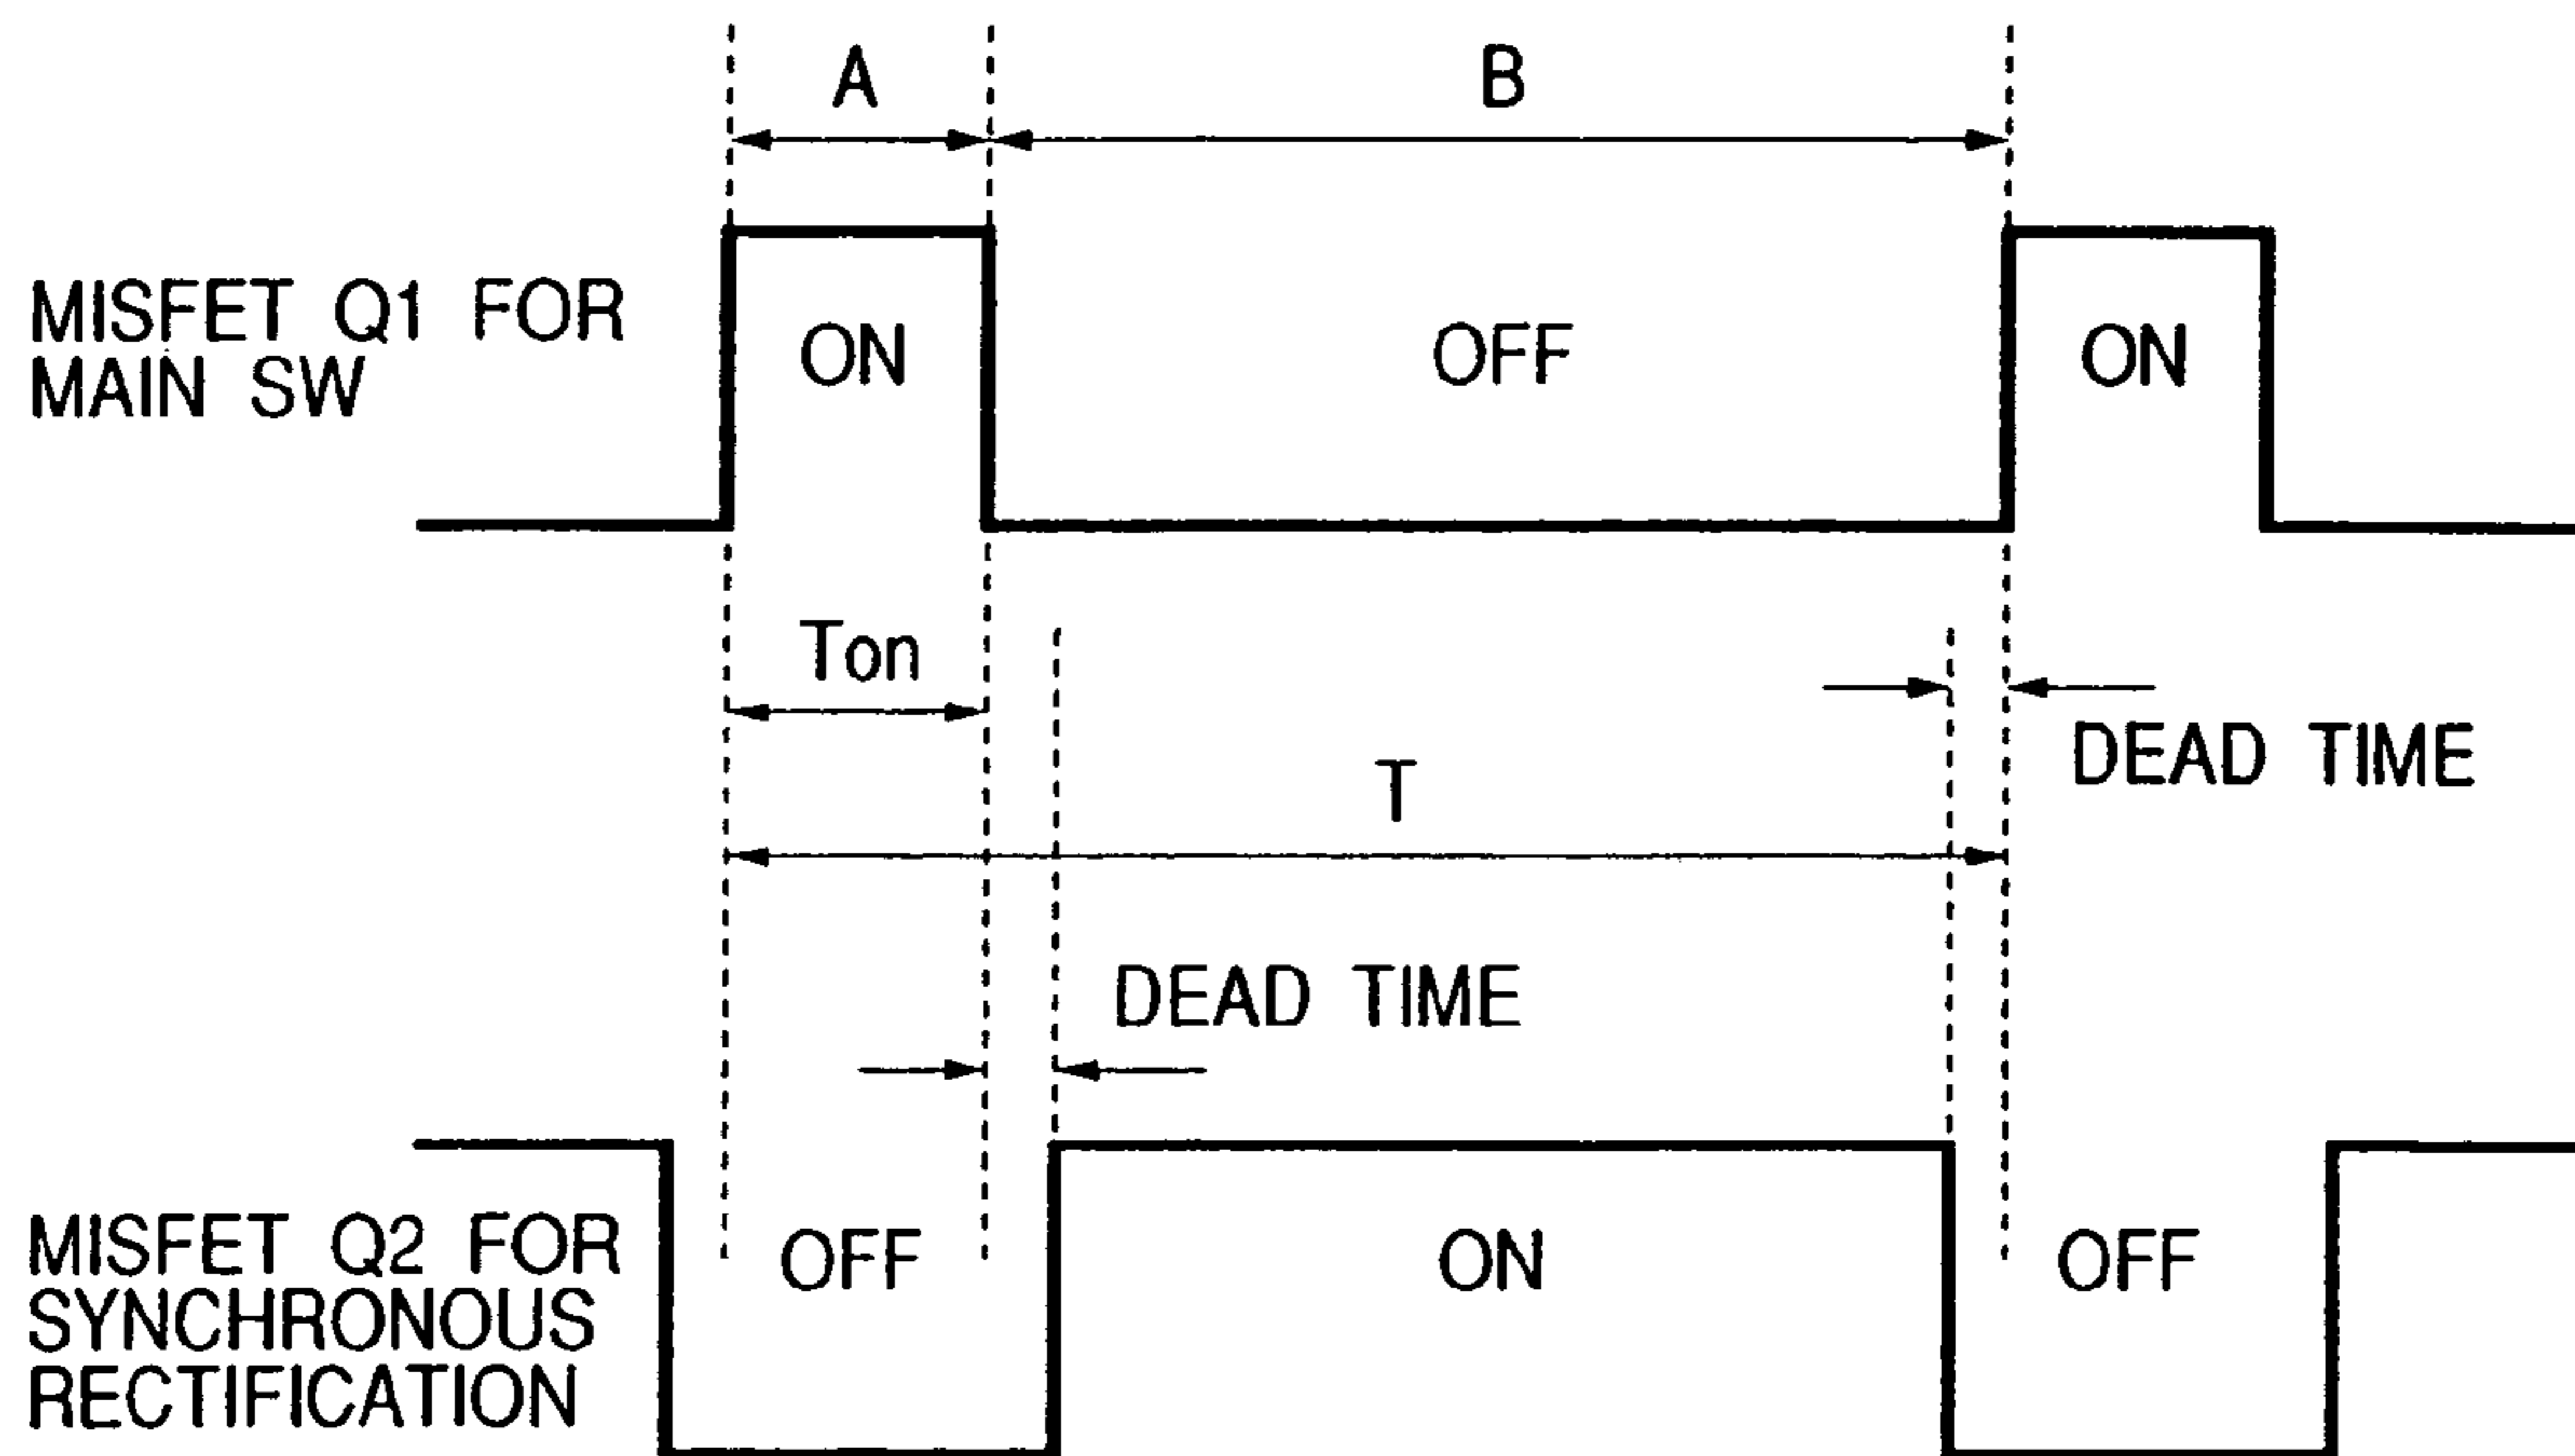 A
B
MISFET Q1 FOR
MAIN SW
ON
OFF
ON
Ton
DEAD TIME
T
DEAD TIME
MISFET Q2 FOR
SYNCHRONOUS
RECTIFICATION
OFF
ON
OFF